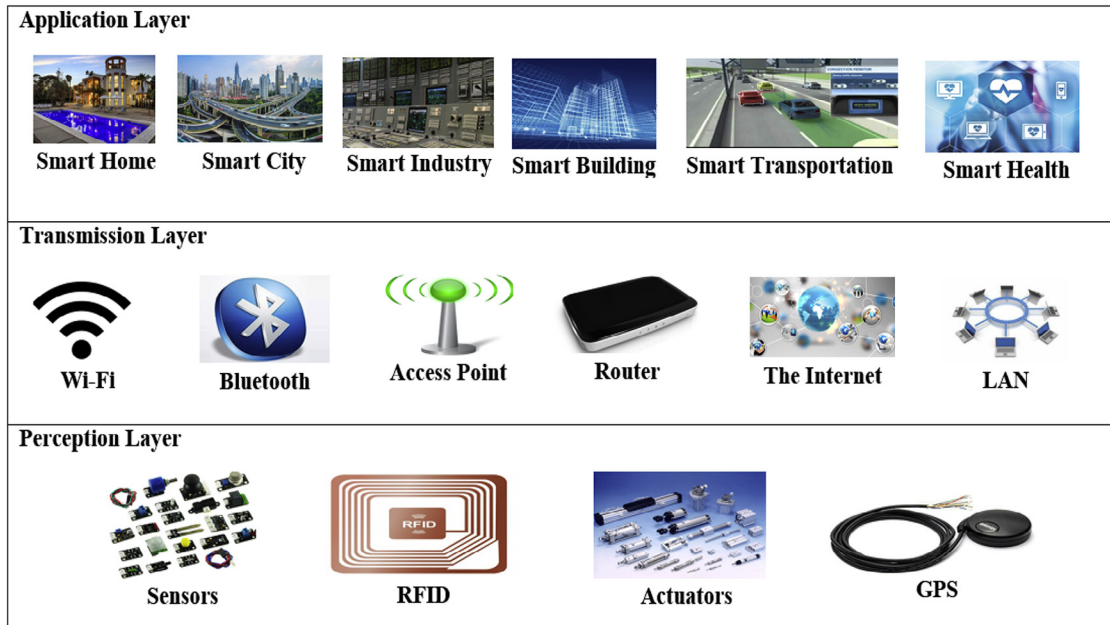 Application Layer
Smart Home
Smart City
Smart Industry
Smart Building
Smart Transportation
Smart Health
Transmission Layer
Wi-Fi
Bluetooth
Access Point
Router
The Internet
LAN
Perception Layer
RFID
Sensors
RFID
Actuators
GPS